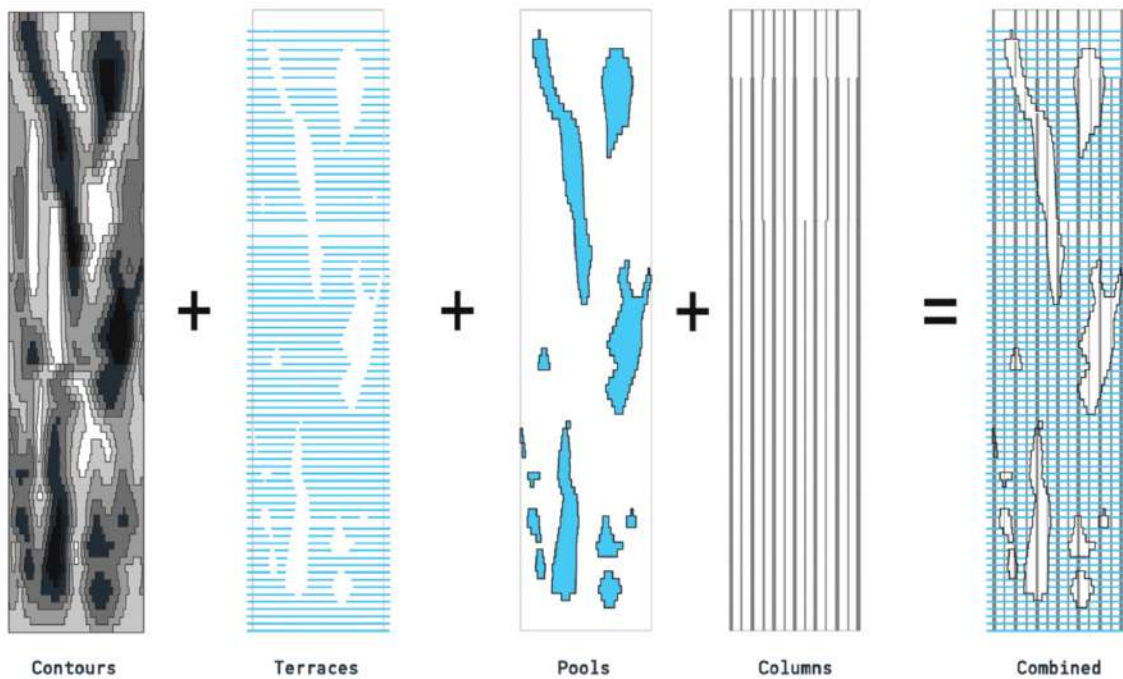 + + + =
Contours Terraces Pools Columns Combined